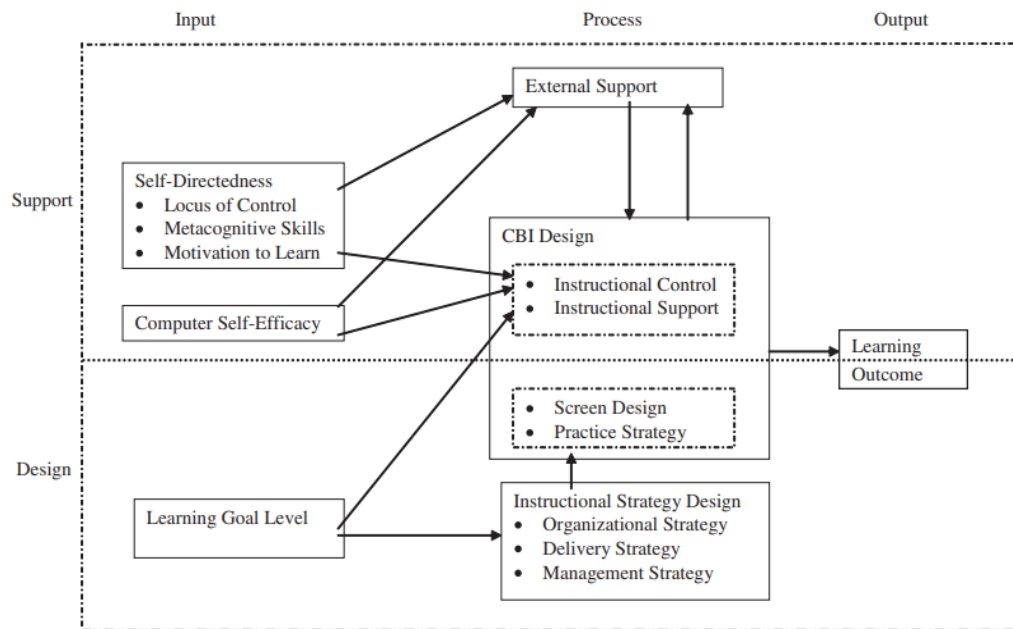 Input Process Output
External Support
Support
Self-Directedness
• Locus of Control
• Metacognitive Skills
• Motivation to Learn
Computer Self-Efficacy
CBI Design
• Instructional Control
• Instructional Support
• Screen Design
• Practice Strategy
Learning
Outcome
Design
Learning Goal Level
Instructional Strategy Design
• Organizational Strategy
• Delivery Strategy
• Management Strategy